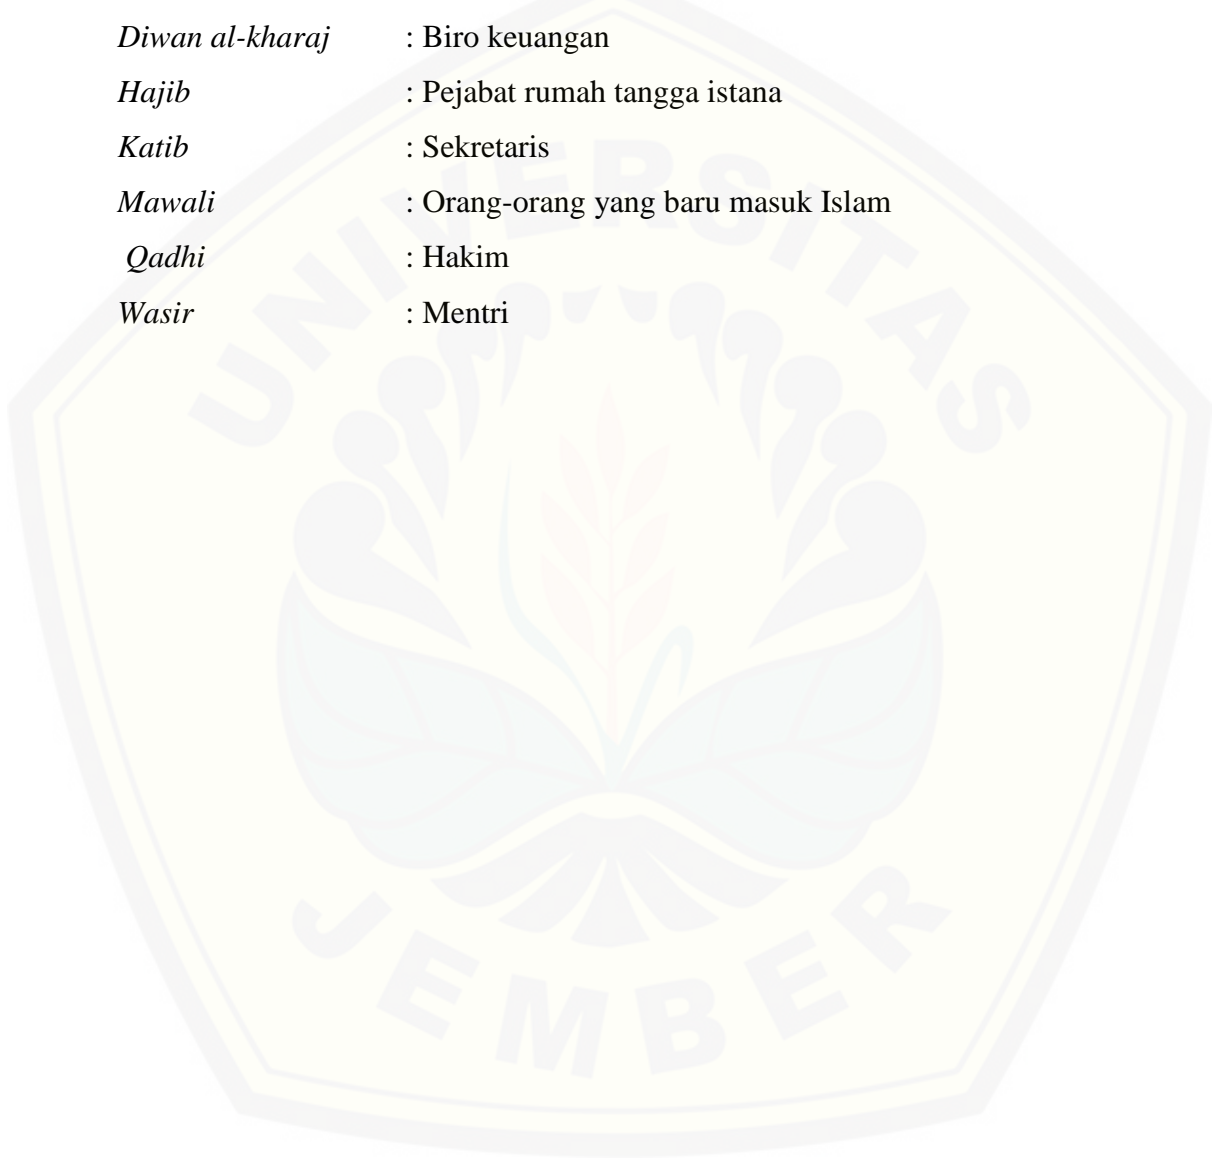 Diwan al-kharaj : Biro keuangan
Hajib : Pejabat rumah tangga istana
Katib : Sekretaris
Mawali : Orang-orang yang baru masuk Islam
Qadhi : Hakim
Wasir : Mentri
UNIVERSITAS
JEMBER